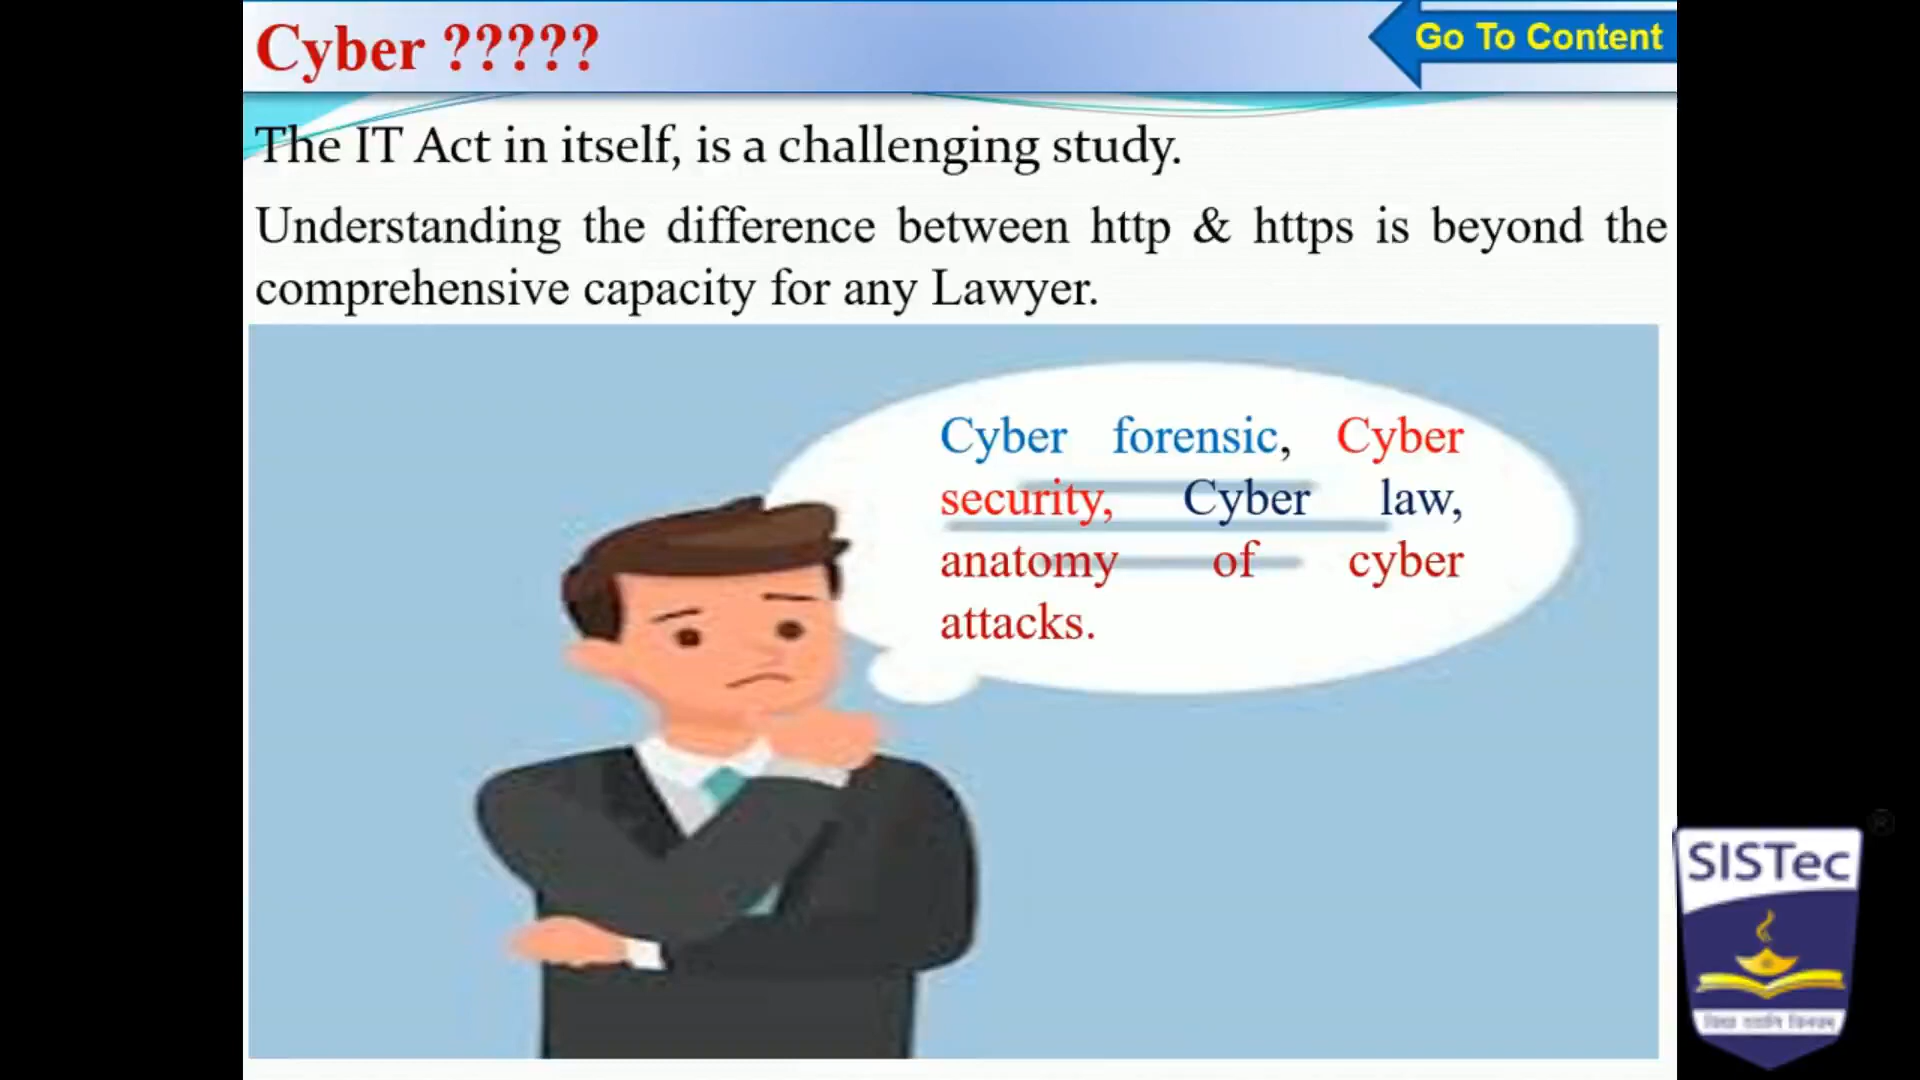 Cyber ?????
Go To Content
The IT Act in itself, is a challenging study.
Understanding the difference between http & https is beyond the
comprehensive capacity for any Lawyer.
Cyber forensic, Cyber
security, Cyber law,
anatomy of cyber
attacks.
SISTec